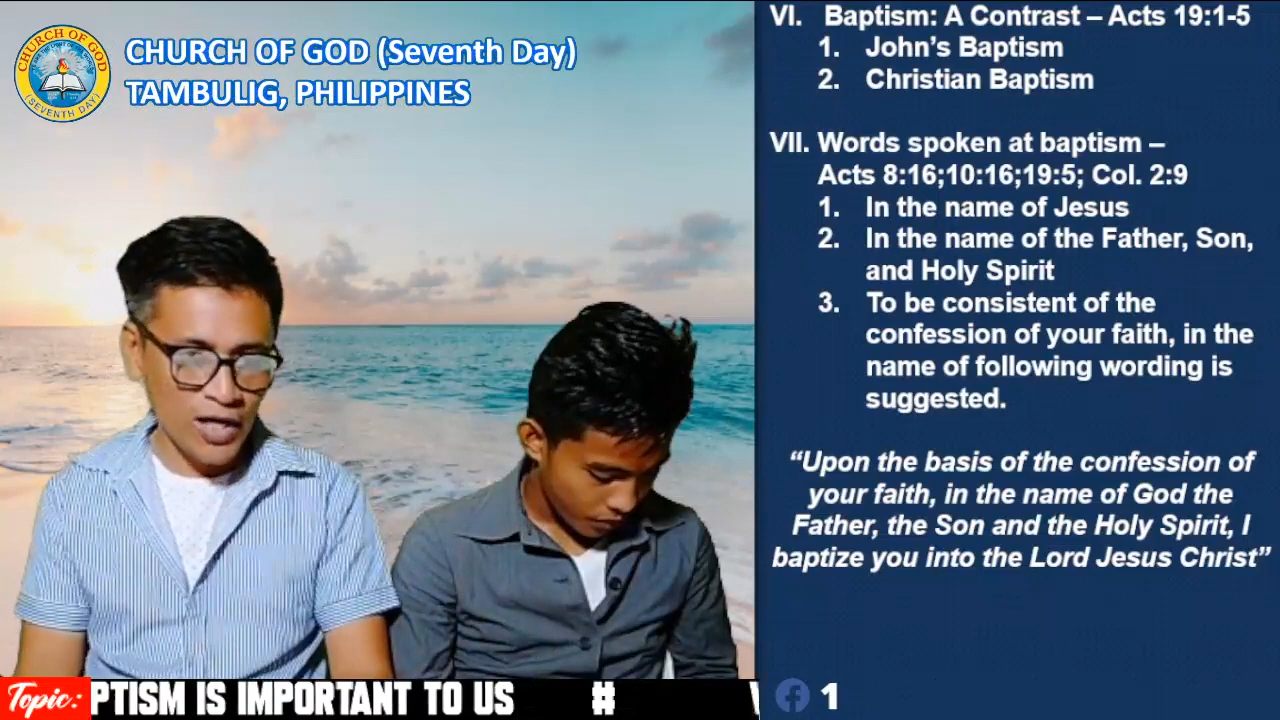 CHURCH OF GOD
(SEVENTH DAY)
CHURCH OF GOD (Seventh Day)
TAMBULIG, PHILIPPINES
VI. Baptism: A Contrast – Acts 19:1-5
1. John's Baptism
2. Christian Baptism
VII. Words spoken at baptism –
Acts 8:16;10:16;19:5; Col. 2:9
1. In the name of Jesus
2. In the name of the Father, Son,
and Holy Spirit
3. To be consistent of the
confession of your faith, in the
name of following wording is
suggested.
“Upon the basis of the confession of
your faith, in the name of God the
Father, the Son and the Holy Spirit, I
baptize you into the Lord Jesus Christ”
Topic: PTISM IS IMPORTANT TO US #
1